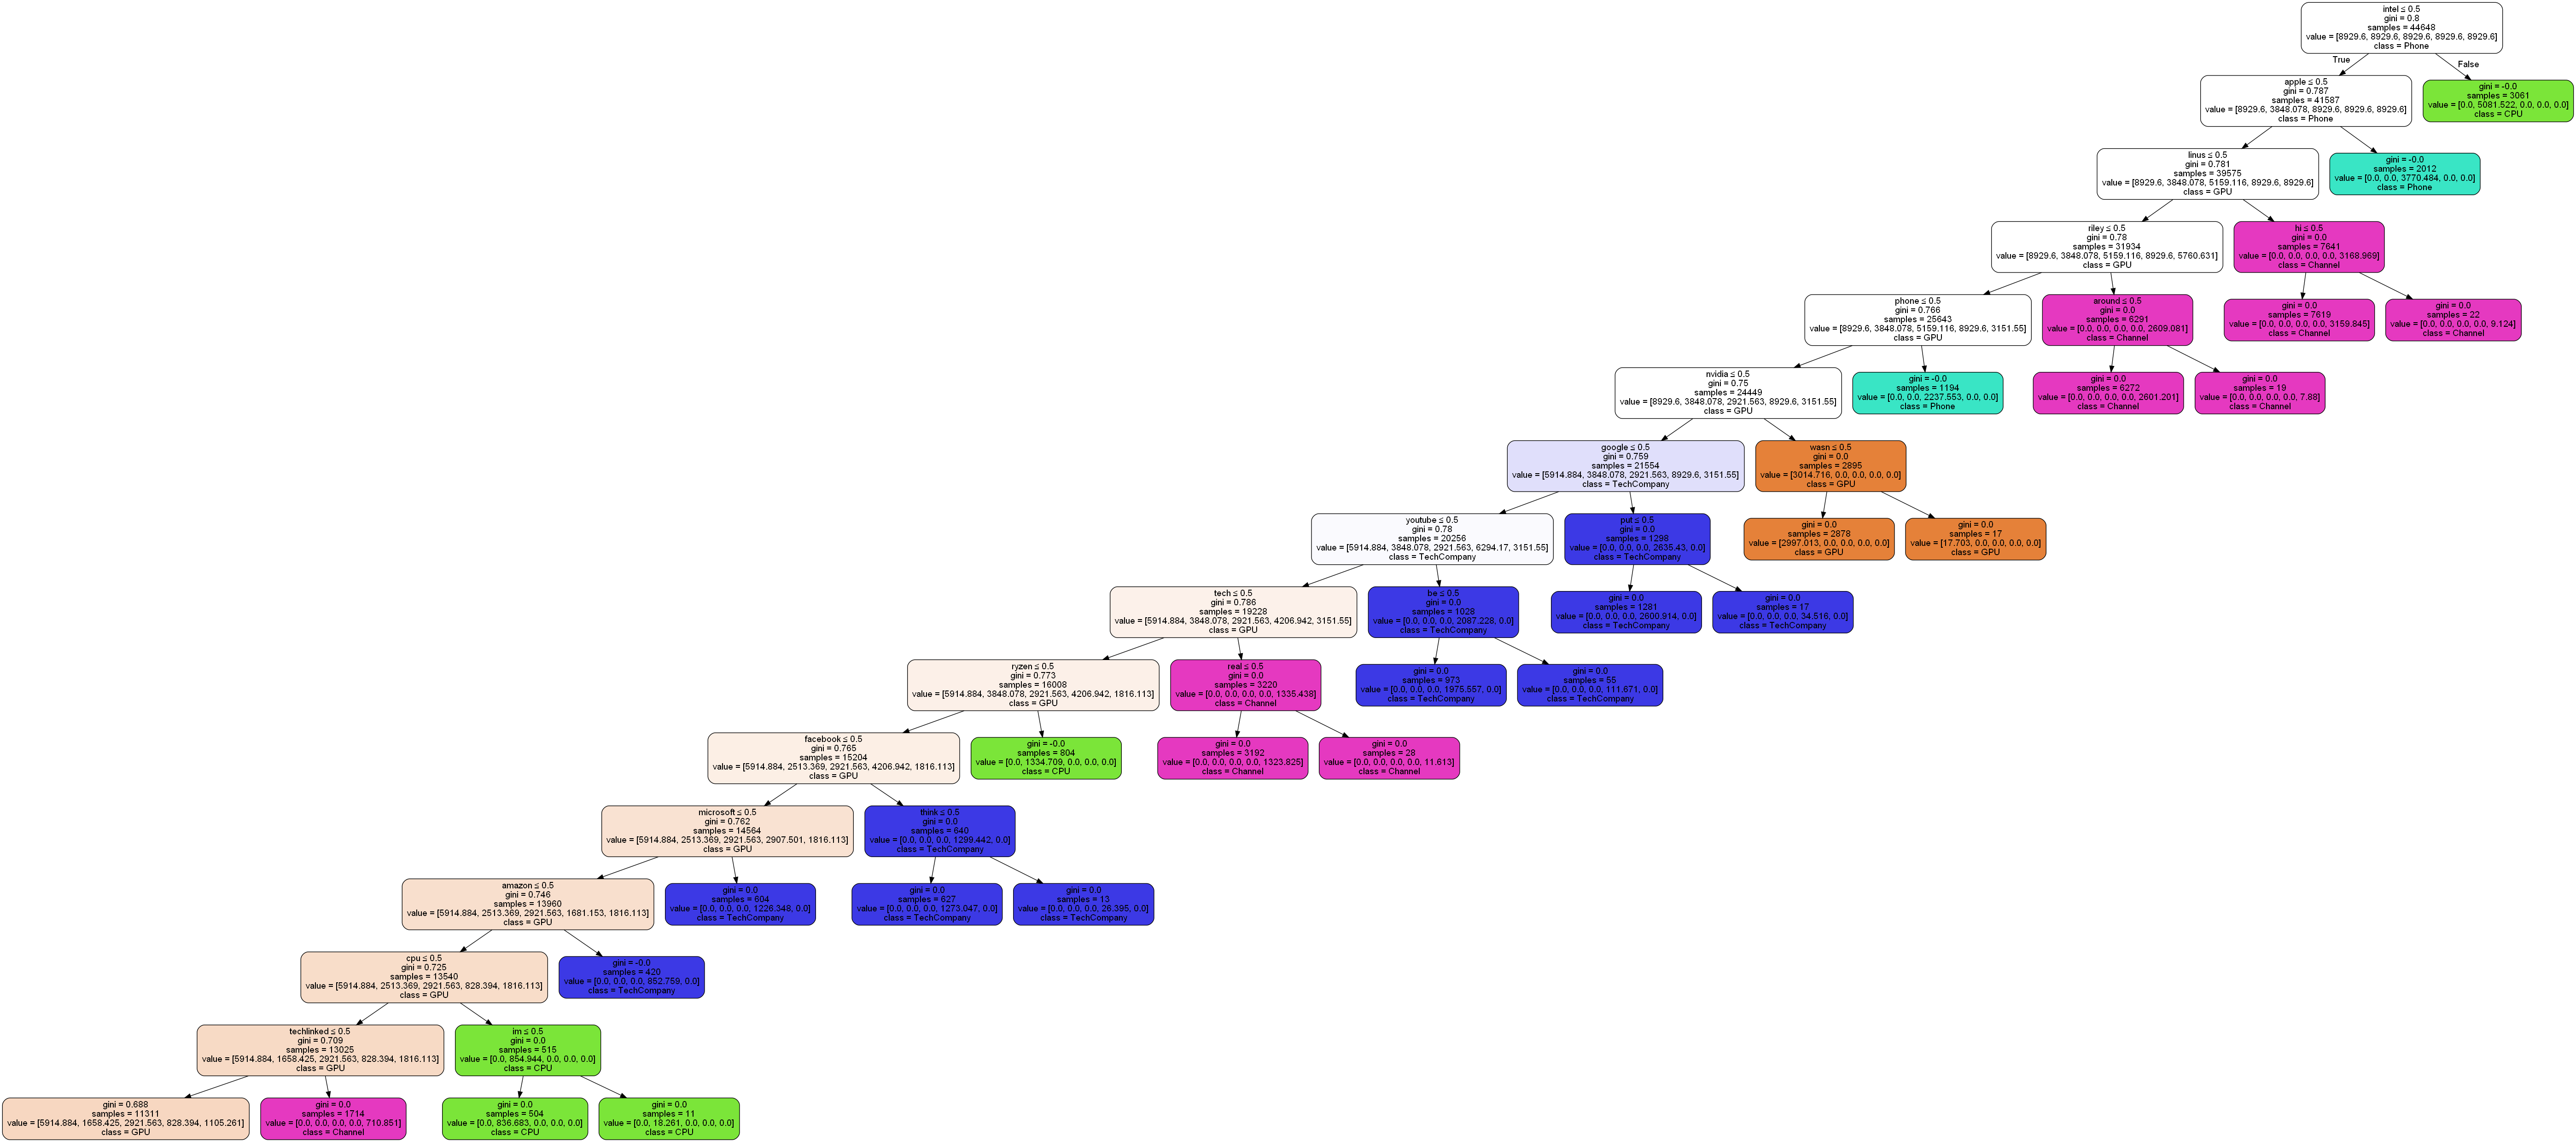 intel ≤ 0.5
gini = 0.8
samples = 44648
value = [8929.6, 8929.6, 8929.6, 8929.6, 8929.6]
class = Phone
True
False
apple ≤ 0.5
gini = 0.787
samples = 41587
value = [8929.6, 3848.078, 8929.6, 8929.6, 8929.6]
class = Phone
gini = -0.0
samples = 3061
value = [0.0, 5081.522, 0.0, 0.0, 0.0]
class = CPU
linus ≤ 0.5
gini = 0.781
samples = 39575
value = [8929.6, 3848.078, 5159.116, 8929.6, 8929.6]
class = GPU
gini = -0.0
samples = 2012
value = [0.0, 0.0, 3770.484, 0.0, 0.0]
class = Phone
riley ≤ 0.5
gini = 0.78
samples = 31934
value = [8929.6, 3848.078, 5159.116, 8929.6, 5760.631]
class = GPU
hi ≤ 0.5
gini = 0.0
samples = 7641
value = [0.0, 0.0, 0.0, 0.0, 3168.969]
class = Channel
phone ≤ 0.5
gini = 0.766
samples = 25643
value = [8929.6, 3848.078, 5159.116, 8929.6, 3151.55]
class = GPU
around ≤ 0.5
gini = 0.0
samples = 6291
value = [0.0, 0.0, 0.0, 0.0, 2609.081]
class = Channel
gini = 0.0
samples = 7619
value = [0.0, 0.0, 0.0, 0.0, 3159.845]
class = Channel
gini = 0.0
samples = 22
value = [0.0, 0.0, 0.0, 0.0, 9.124]
class = Channel
nvidia ≤ 0.5
gini = 0.75
samples = 24449
value = [8929.6, 3848.078, 2921.563, 8929.6, 3151.55]
class = GPU
gini = -0.0
samples = 1194
value = [0.0, 0.0, 2237.553, 0.0, 0.0]
class = Phone
gini = 0.0
samples = 6272
value = [0.0, 0.0, 0.0, 0.0, 2601.201]
class = Channel
gini = 0.0
samples = 19
value = [0.0, 0.0, 0.0, 0.0, 7.88]
class = Channel
google ≤ 0.5
gini = 0.759
samples = 21554
value = [5914.884, 3848.078, 2921.563, 8929.6, 3151.55]
class = TechCompany
wasn ≤ 0.5
gini = 0.0
samples = 2895
value = [3014.716, 0.0, 0.0, 0.0, 0.0]
class = GPU
youtube ≤ 0.5
gini = 0.78
samples = 20256
value = [5914.884, 3848.078, 2921.563, 6294.17, 3151.55]
class = TechCompany
put ≤ 0.5
gini = 0.0
samples = 1298
value = [0.0, 0.0, 0.0, 2635.43, 0.0]
class = TechCompany
gini = 0.0
samples = 2878
value = [2997.013, 0.0, 0.0, 0.0, 0.0]
class = GPU
gini = 0.0
samples = 17
value = [17.703, 0.0, 0.0, 0.0, 0.0]
class = GPU
tech ≤ 0.5
gini = 0.786
samples = 19228
value = [5914.884, 3848.078, 2921.563, 4206.942, 3151.55]
class = GPU
be ≤ 0.5
gini = 0.0
samples = 1028
value = [0.0, 0.0, 0.0, 2087.228, 0.0]
class = TechCompany
gini = 0.0
samples = 1281
value = [0.0, 0.0, 0.0, 2600.914, 0.0]
class = TechCompany
gini = 0.0
samples = 17
value = [0.0, 0.0, 0.0, 34.516, 0.0]
class = TechCompany
ryzen ≤ 0.5
gini = 0.773
samples = 16008
value = [5914.884, 3848.078, 2921.563, 4206.942, 1816.113]
class = GPU
real ≤ 0.5
gini = 0.0
samples = 3220
value = [0.0, 0.0, 0.0, 0.0, 1335.438]
class = Channel
gini = 0.0
samples = 973
value = [0.0, 0.0, 0.0, 1975.557, 0.0]
class = TechCompany
gini = 0.0
samples = 55
value = [0.0, 0.0, 0.0, 111.671, 0.0]
class = TechCompany
facebook ≤ 0.5
gini = 0.765
samples = 15204
value = [5914.884, 2513.369, 2921.563, 4206.942, 1816.113]
class = GPU
gini = -0.0
samples = 804
value = [0.0, 1334.709, 0.0, 0.0, 0.0]
class = CPU
gini = 0.0
samples = 3192
value = [0.0, 0.0, 0.0, 0.0, 1323.825]
class = Channel
gini = 0.0
samples = 28
value = [0.0, 0.0, 0.0, 0.0, 11.613]
class = Channel
microsoft ≤ 0.5
gini = 0.762
samples = 14564
value = [5914.884, 2513.369, 2921.563, 2907.501, 1816.113]
class = GPU
think ≤ 0.5
gini = 0.0
samples = 640
value = [0.0, 0.0, 0.0, 1299.442, 0.0]
class = TechCompany
amazon ≤ 0.5
gini = 0.746
samples = 13960
value = [5914.884, 2513.369, 2921.563, 1681.153, 1816.113]
class = GPU
gini = 0.0
samples = 604
value = [0.0, 0.0, 0.0, 1226.348, 0.0]
class = TechCompany
gini = 0.0
samples = 627
value = [0.0, 0.0, 0.0, 1273.047, 0.0]
class = TechCompany
gini = 0.0
samples = 13
value = [0.0, 0.0, 0.0, 26.395, 0.0]
class = TechCompany
cpu ≤ 0.5
gini = 0.725
samples = 13540
value = [5914.884, 2513.369, 2921.563, 828.394, 1816.113]
class = GPU
gini = -0.0
samples = 420
value = [0.0, 0.0, 0.0, 852.759, 0.0]
class = TechCompany
techlinked ≤ 0.5
gini = 0.709
samples = 13025
value = [5914.884, 1658.425, 2921.563, 828.394, 1816.113]
class = GPU
im ≤ 0.5
gini = 0.0
samples = 515
value = [0.0, 854.944, 0.0, 0.0, 0.0]
class = CPU
gini = 0.688
samples = 11311
value = [5914.884, 1658.425, 2921.563, 828.394, 1105.261]
class = GPU
gini = 0.0
samples = 1714
value = [0.0, 0.0, 0.0, 0.0, 710.851]
class = Channel
gini = 0.0
samples = 504
value = [0.0, 836.683, 0.0, 0.0, 0.0]
class = CPU
gini = 0.0
samples = 11
value = [0.0, 18.261, 0.0, 0.0, 0.0]
class = CPU